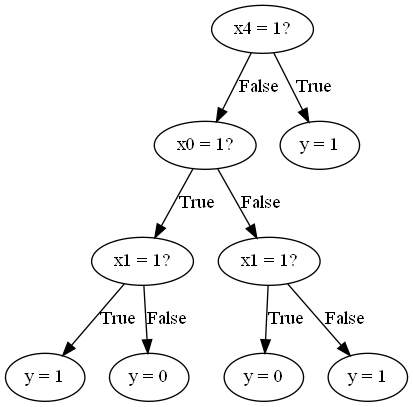 x4 = 1?
False
True
x0 = 1?
y = 1
True
False
x1 = 1?
x1 = 1?
True
False
True
False
y = 1
y = 0
y = 0
y = 1